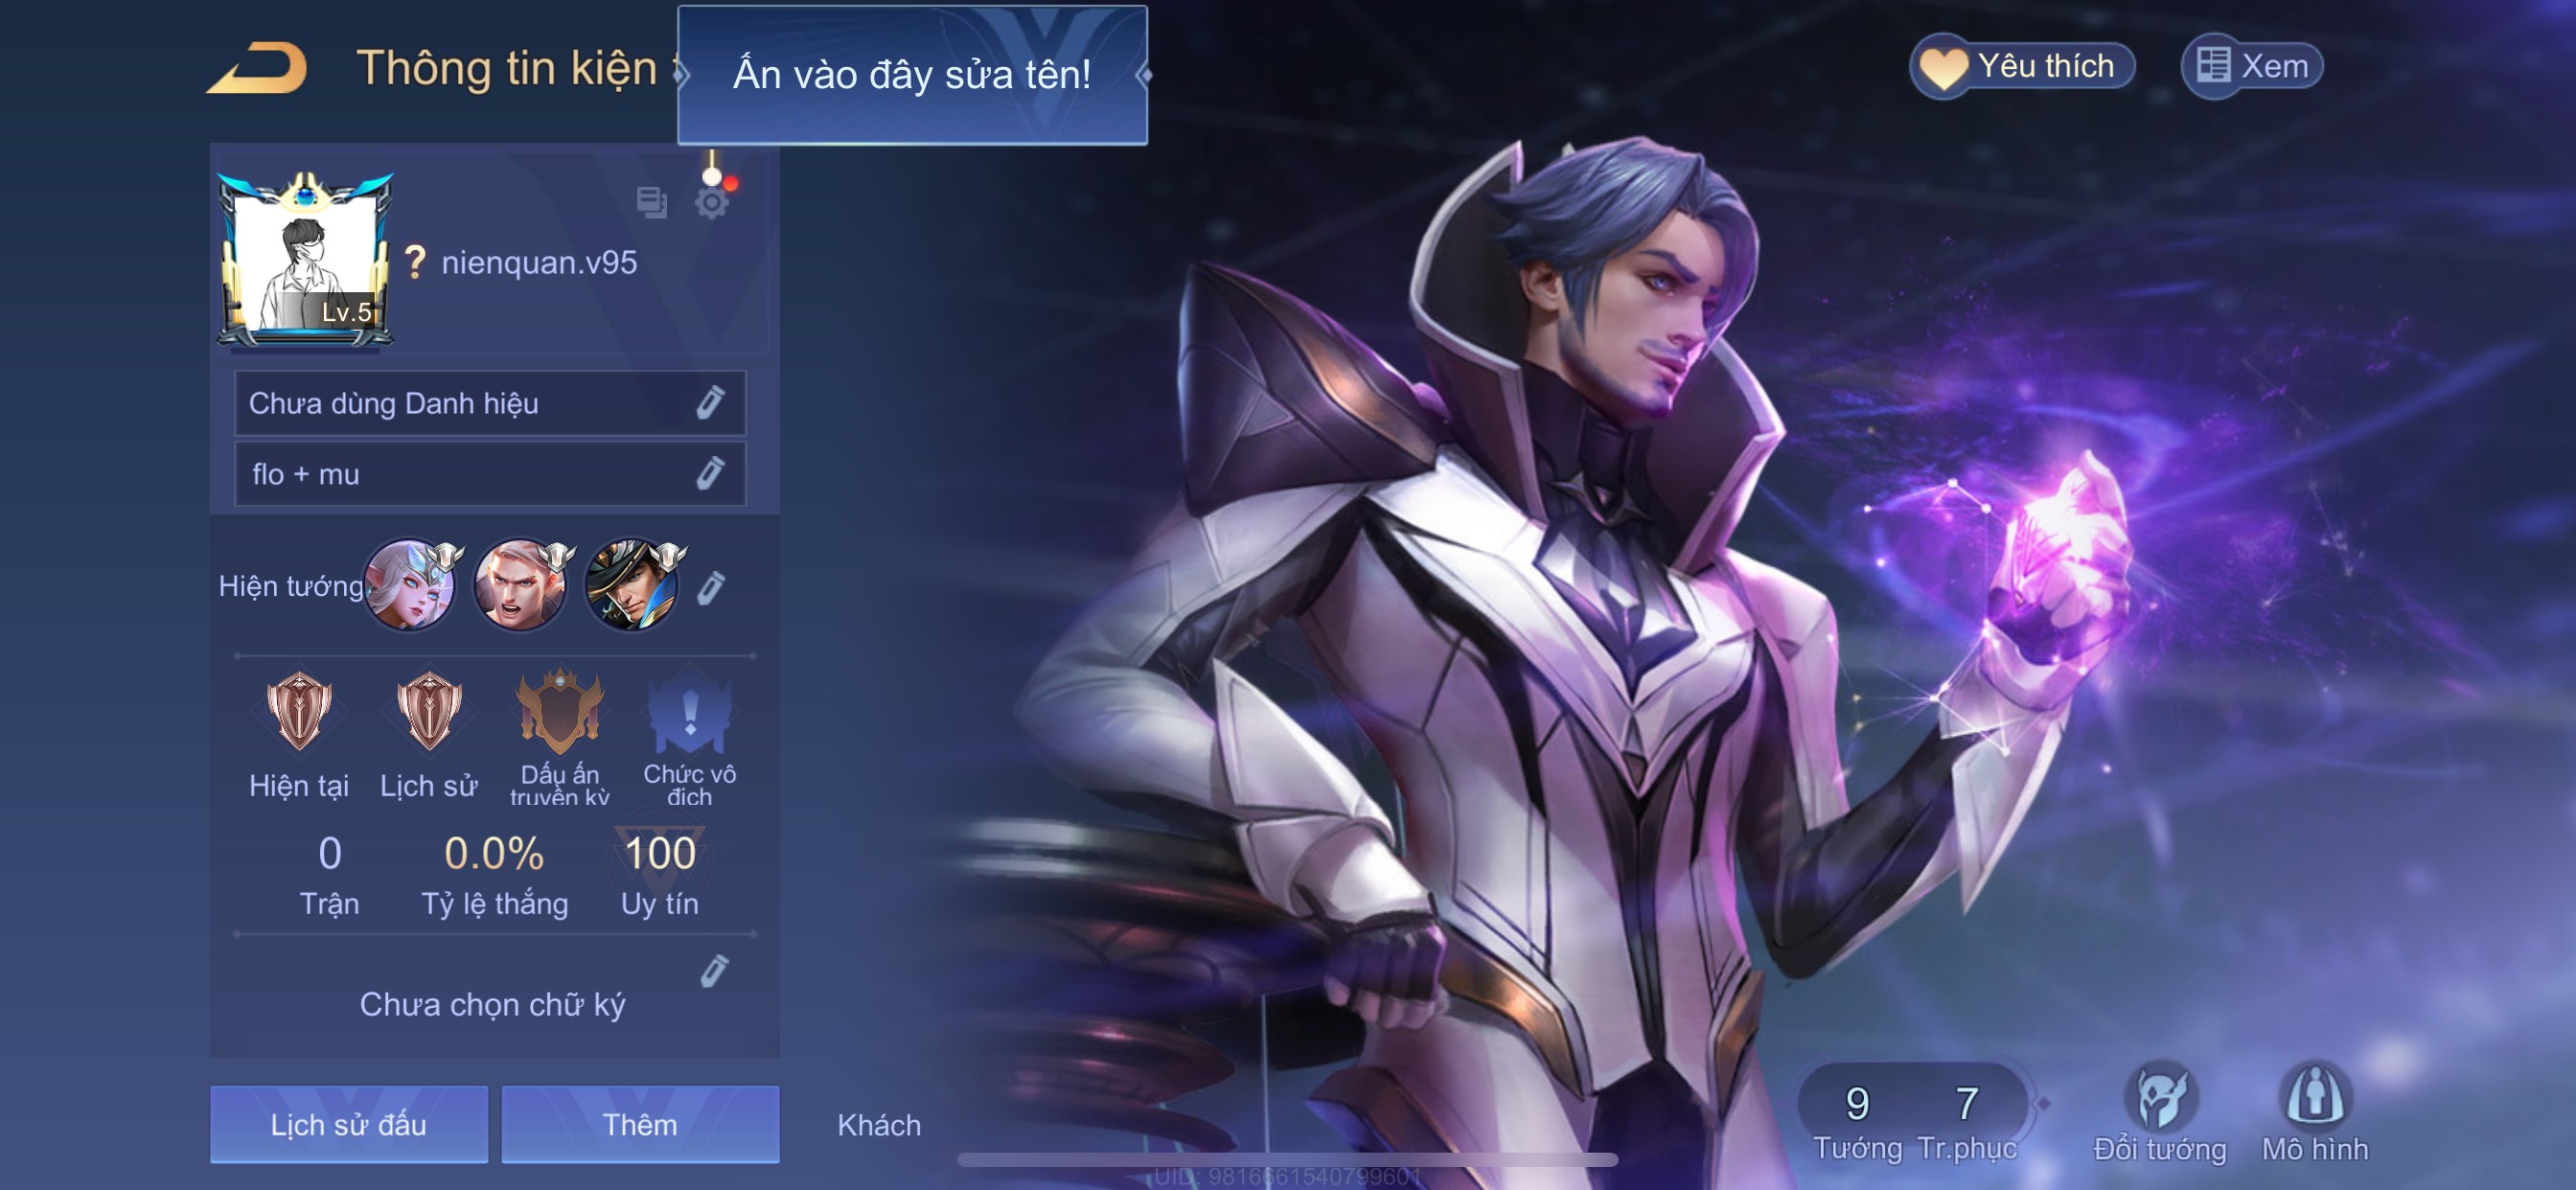 Thông tin kiện
Ấn vào đây sửa tên!
Yêu thích
Xem
? nienquan.v95
Lv.5
Chưa dùng Danh hiệu
flo + mu
Hiện tướng
Hiện tại
Lịch sử
Dấu ấn
truyền kỳ
Chức vô
địch
0
Trận
0.0%
Tỷ lệ thắng
100
Uy tín
Chưa chọn chữ ký
Lịch sử đấu
Thêm
Khách
9
Tướng
7
Tr.phục
Đổi tướng
Mô hình
UID: 9816661540799601